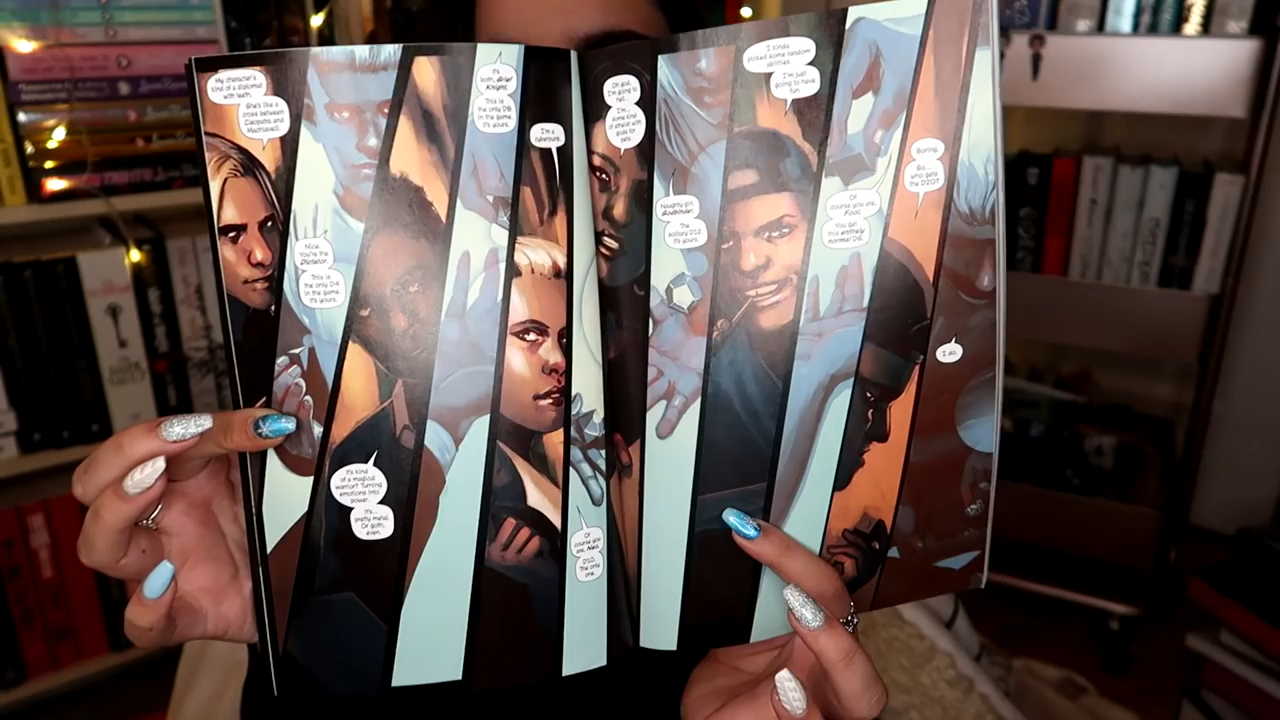 My character's
kind of a diplomat
with teeth.
She's like a
cross between
Cleopatra and
Machiavelli.
Nice.
You're the
Dictator.
This is
the only D4
in the game.
It's yours.
It's kind
of a magical
warrior? Turning
emotions into
power.
It's...
pretty metal.
Or goth,
even.
It's
both, Grief
Knight.
This is
the only D8
in the game.
It's yours.
I'm a
cyberpunk.
Of
course you
are, Neo.
D10.
The only
one.
Oh god,
I'm going to
hell...
I'm...
some kind
of atheist with
gods for
pets.
Naughty girl,
Godbinder.
The
solitary D12.
It's yours.
I kinda
picked some random
abilities.
I'm just
going to have
fun.
Of
course you are,
Fool.
You get
this entirely
normal D6.
Boring.
So...
who gets
the D20?
I do.